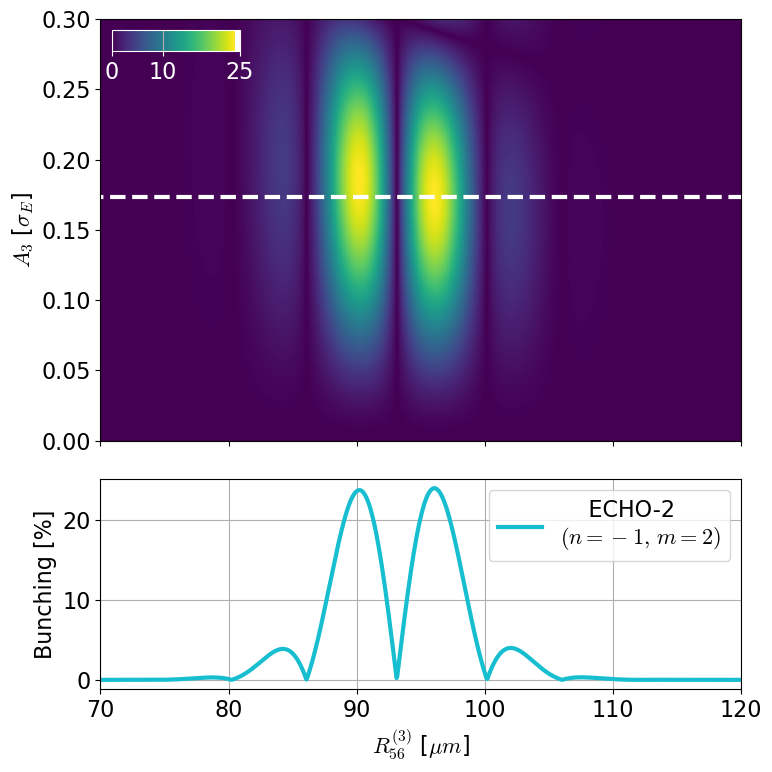 0.30
0.25
0.20
0.15
0.10
0.05
0.00
0 10 25
A₃ [σ_E]
20
10
0
Bunching [%]
ECHO-2
(n = −1, m = 2)
70 80 90 100 110 120
R₅₆⁽³⁾ [μm]